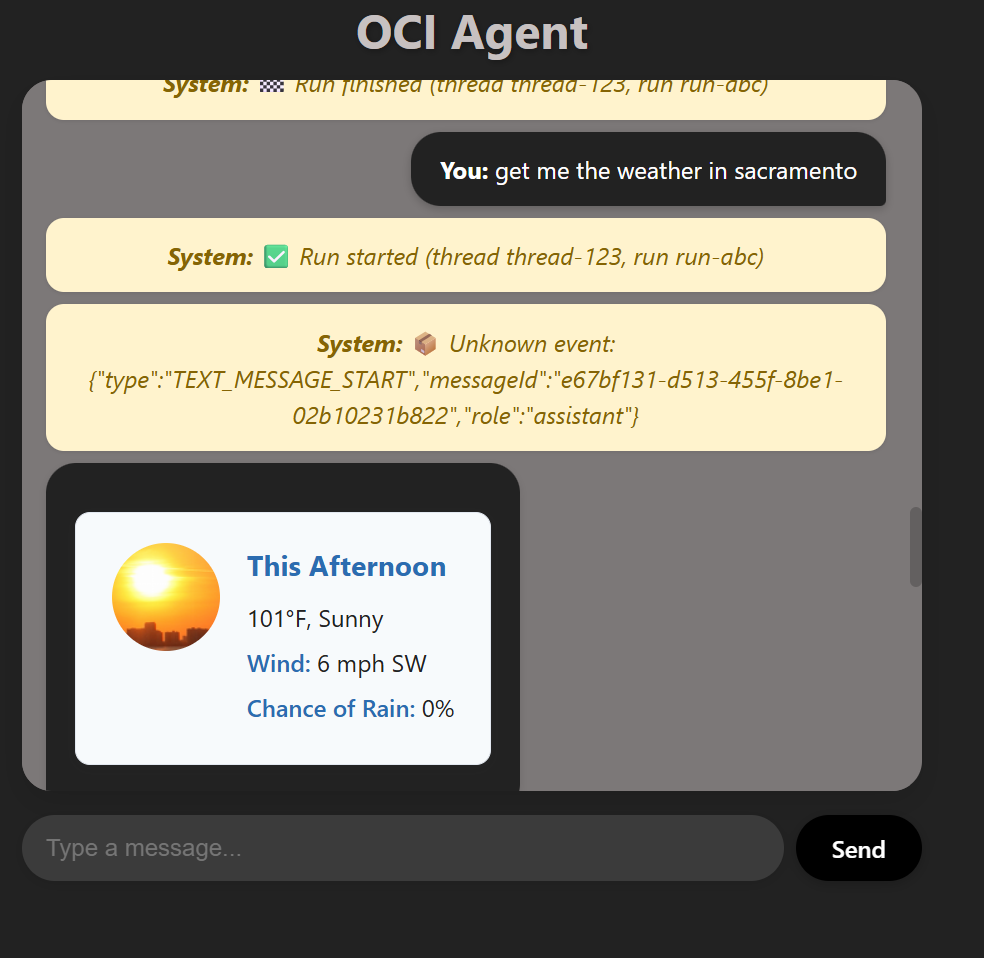 OCI Agent
System: 🏁 Run finished (thread thread-123, run run-abc)
You: get me the weather in sacramento
System: ✅ Run started (thread thread-123, run run-abc)
System: 📦 Unknown event:
{"type":"TEXT_MESSAGE_START","messageId":"e67bf131-d513-455f-8be1-
02b10231b822","role":"assistant"}
This Afternoon
101°F, Sunny
Wind: 6 mph SW
Chance of Rain: 0%
Type a message...
Send